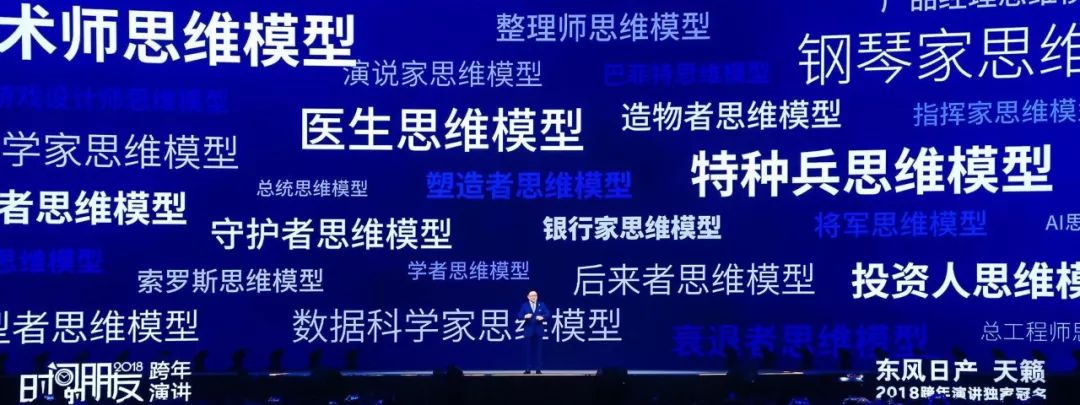 产品经理思维模
术师思维模型
整理师思维模型
钢琴家思维
演说家思维模型
巴菲特思维模型
游戏设计师思维模型
造物者思维模型
指挥家思维模
医生思维模型
学家思维模型
特种兵思维模型
总统思维模型
塑造者思维模型
者思维模型
守护者思维模型
银行家思维模型
将军思维模型
AI思
思维模型
索罗斯思维模型
学者思维模型
后来者思维模型
投资人思维模
型者思维模型
数据科学家思维模型
衰退者思维模型
总工程师思
时间的朋友 2018 跨年演讲
东风日产 天籁
2018跨年演讲独家冠名